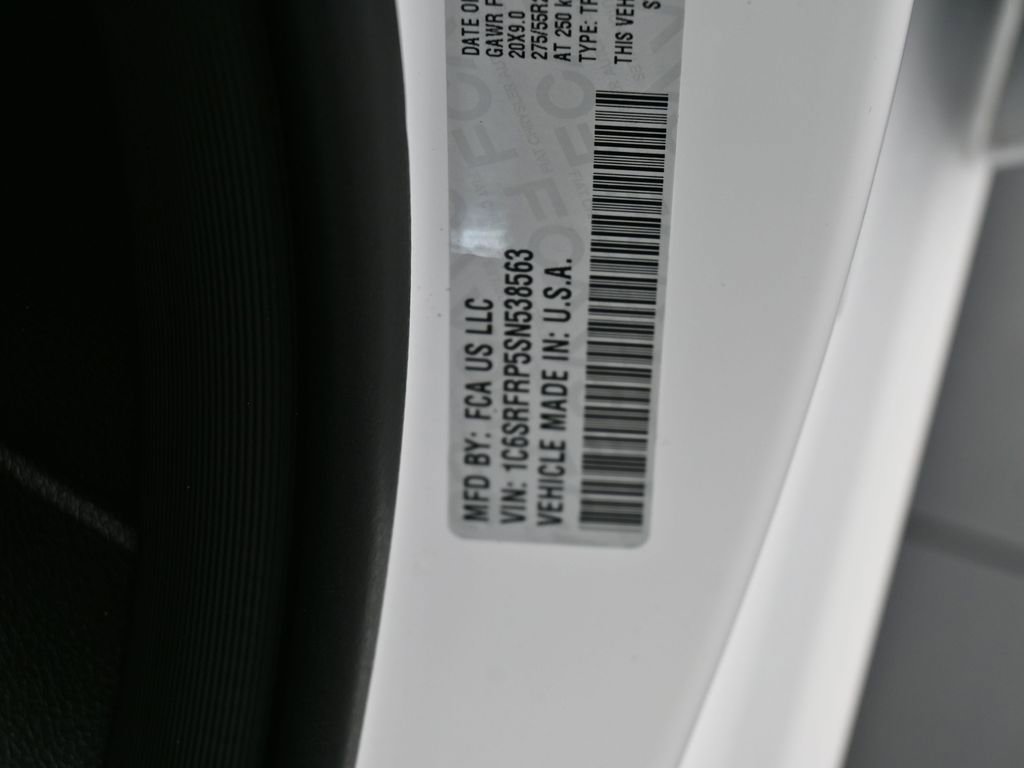 MFD BY: FCA US LLC
VIN: 1C6SRFRP5SN538563
VEHICLE MADE IN: U.S.A.
DATE OF
GAWR F
20X9.0
275/55R2
AT 250 k
TYPE: TR
THIS VEH
S